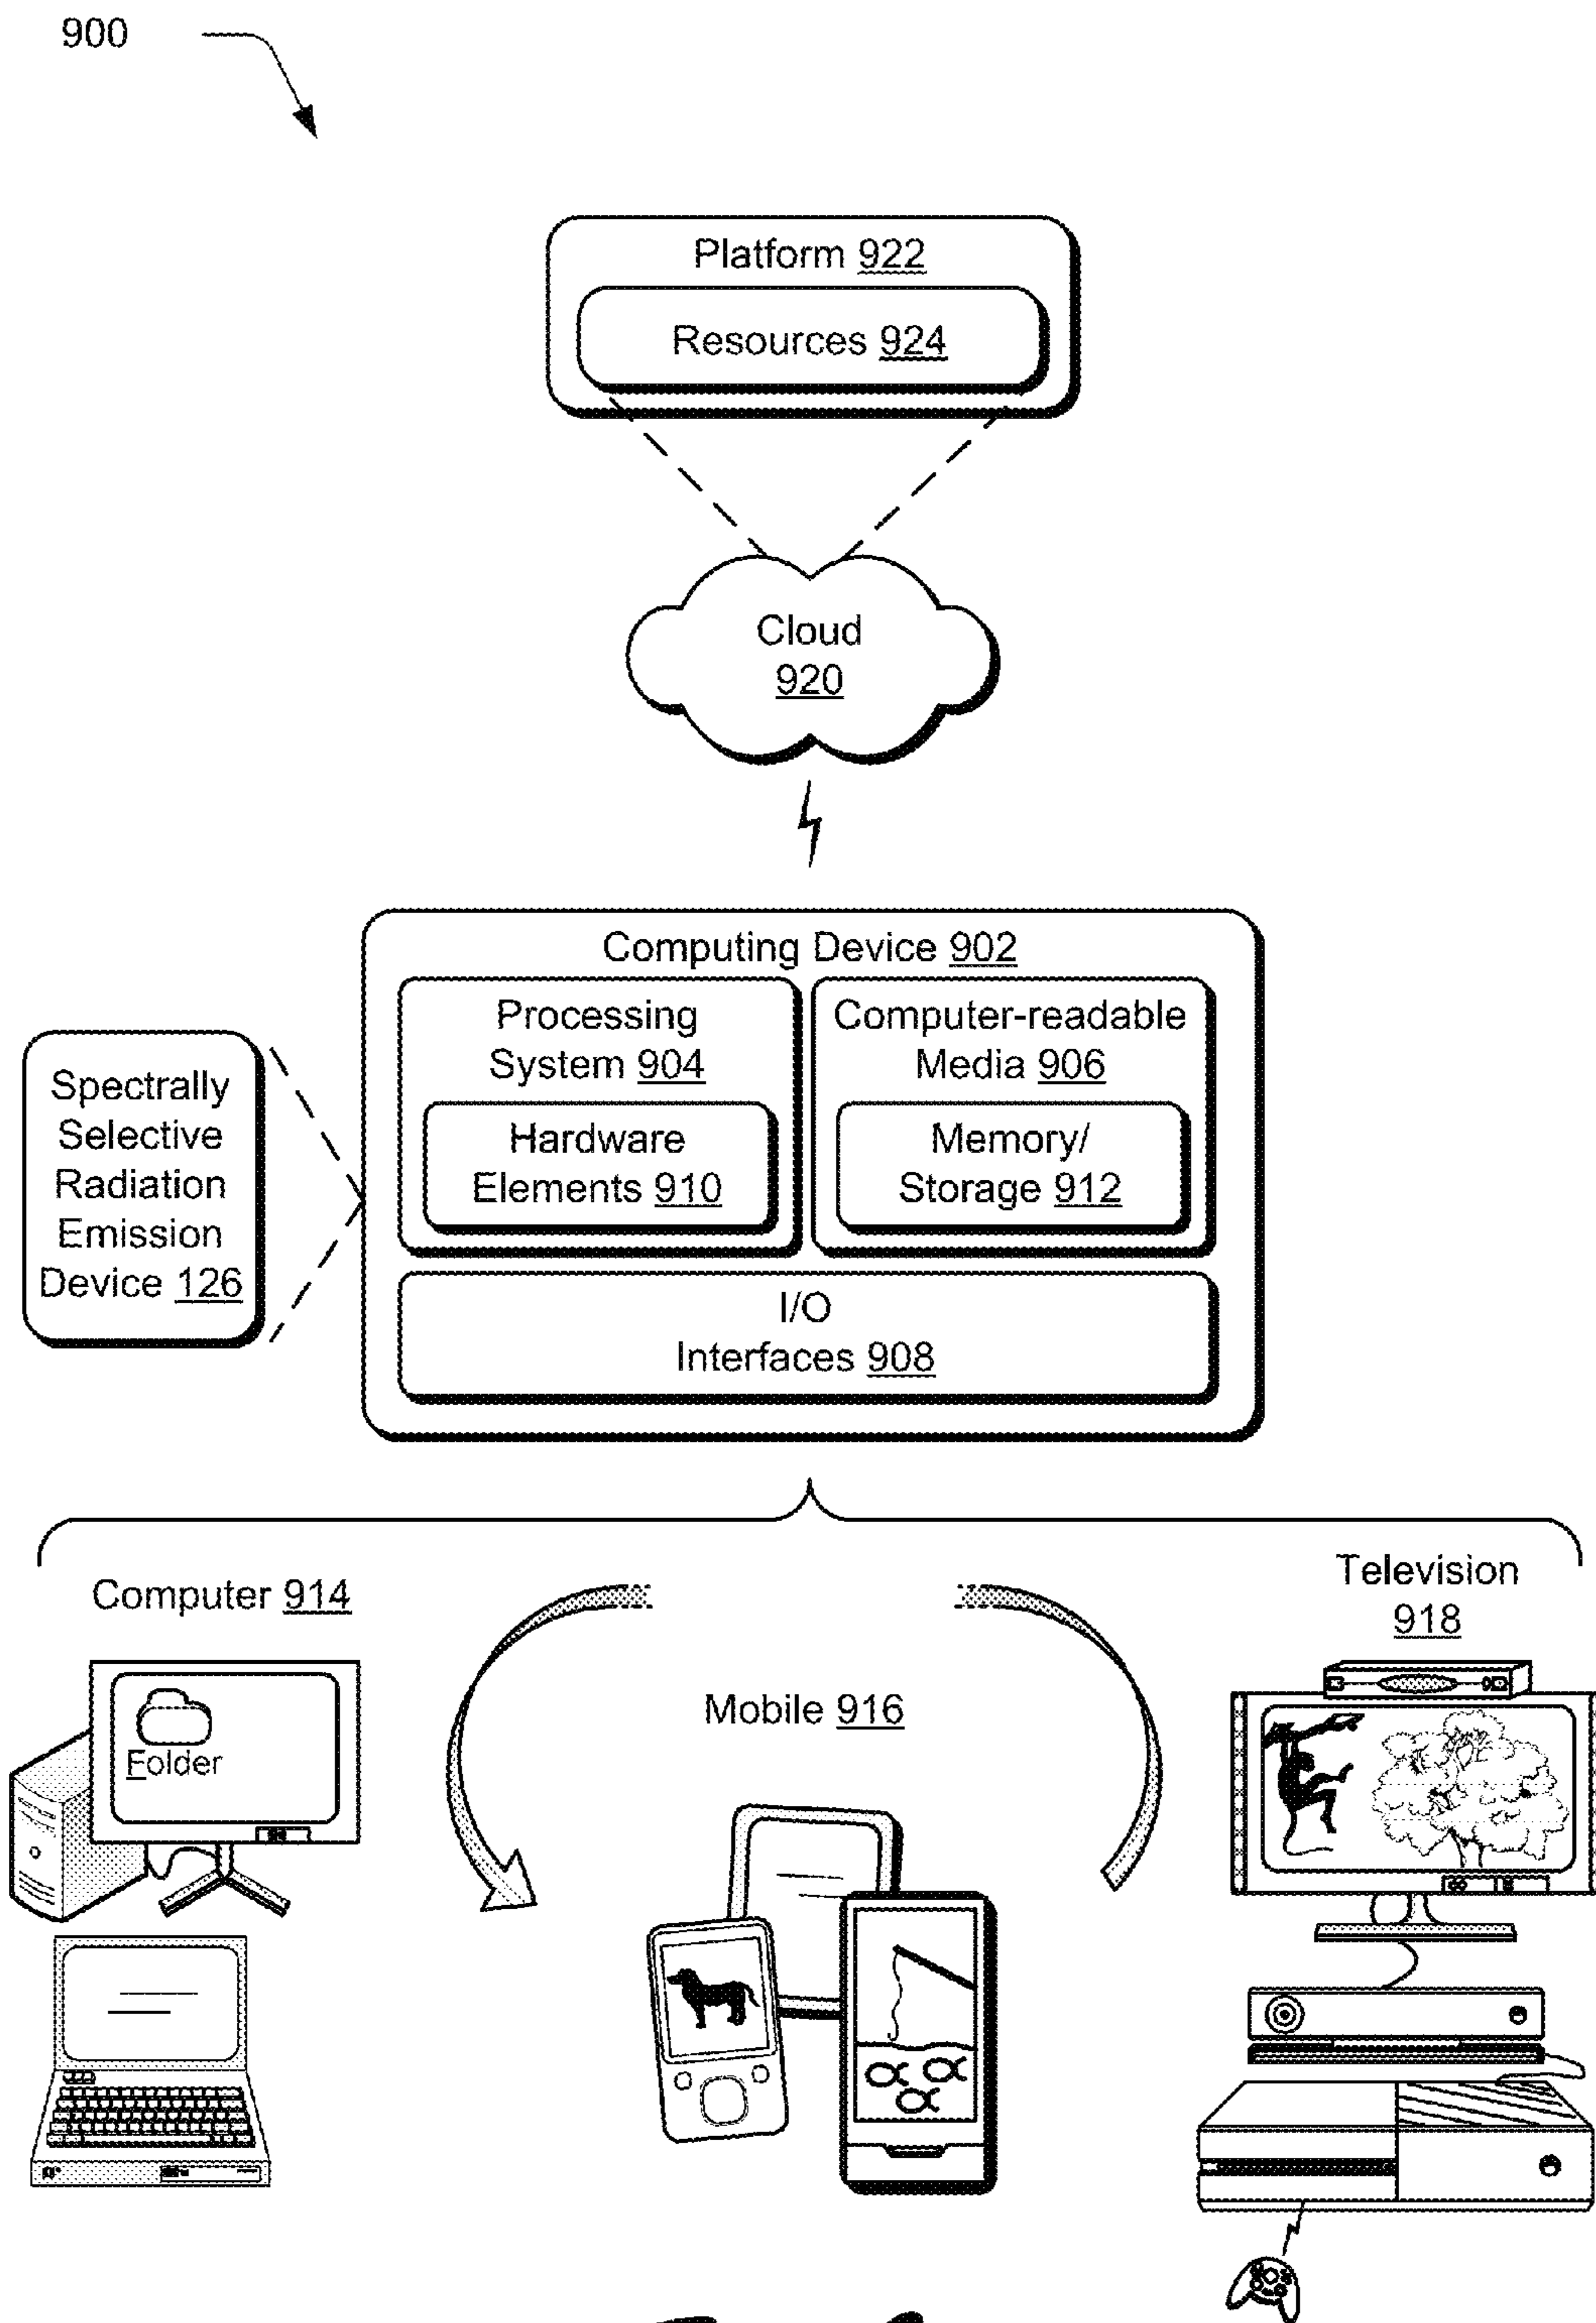 900
Platform 922
Resources 924
Cloud
920
Computing Device 902
Processing
System 904
Hardware
Elements 910
Computer-readable
Media 906
Memory/
Storage 912
I/O
Interfaces 908
Spectrally
Selective
Radiation
Emission
Device 126
Computer 914
Folder
Mobile 916
Television
918